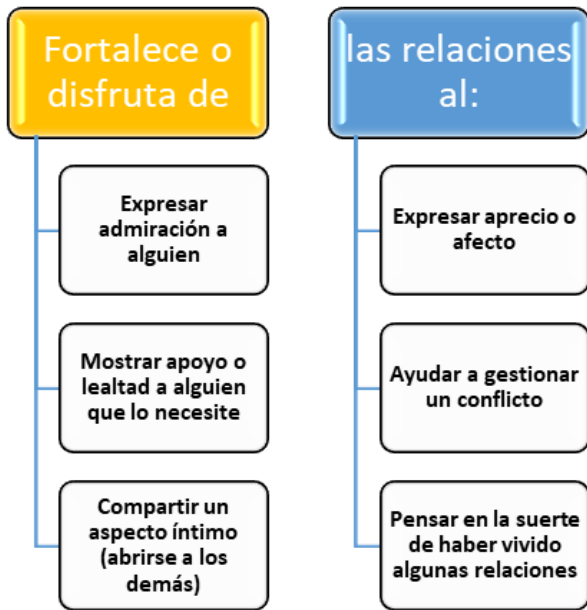 Fortalece o
disfruta de
las relaciones
al:
Expresar
admiración a
alguien
Mostrar apoyo o
lealtad a alguien
que lo necesite
Compartir un
aspecto íntimo
(abrirse a los
demás)
Expresar aprecio o
afecto
Ayudar a gestionar
un conflicto
Pensar en la suerte
de haber vivido
algunas relaciones